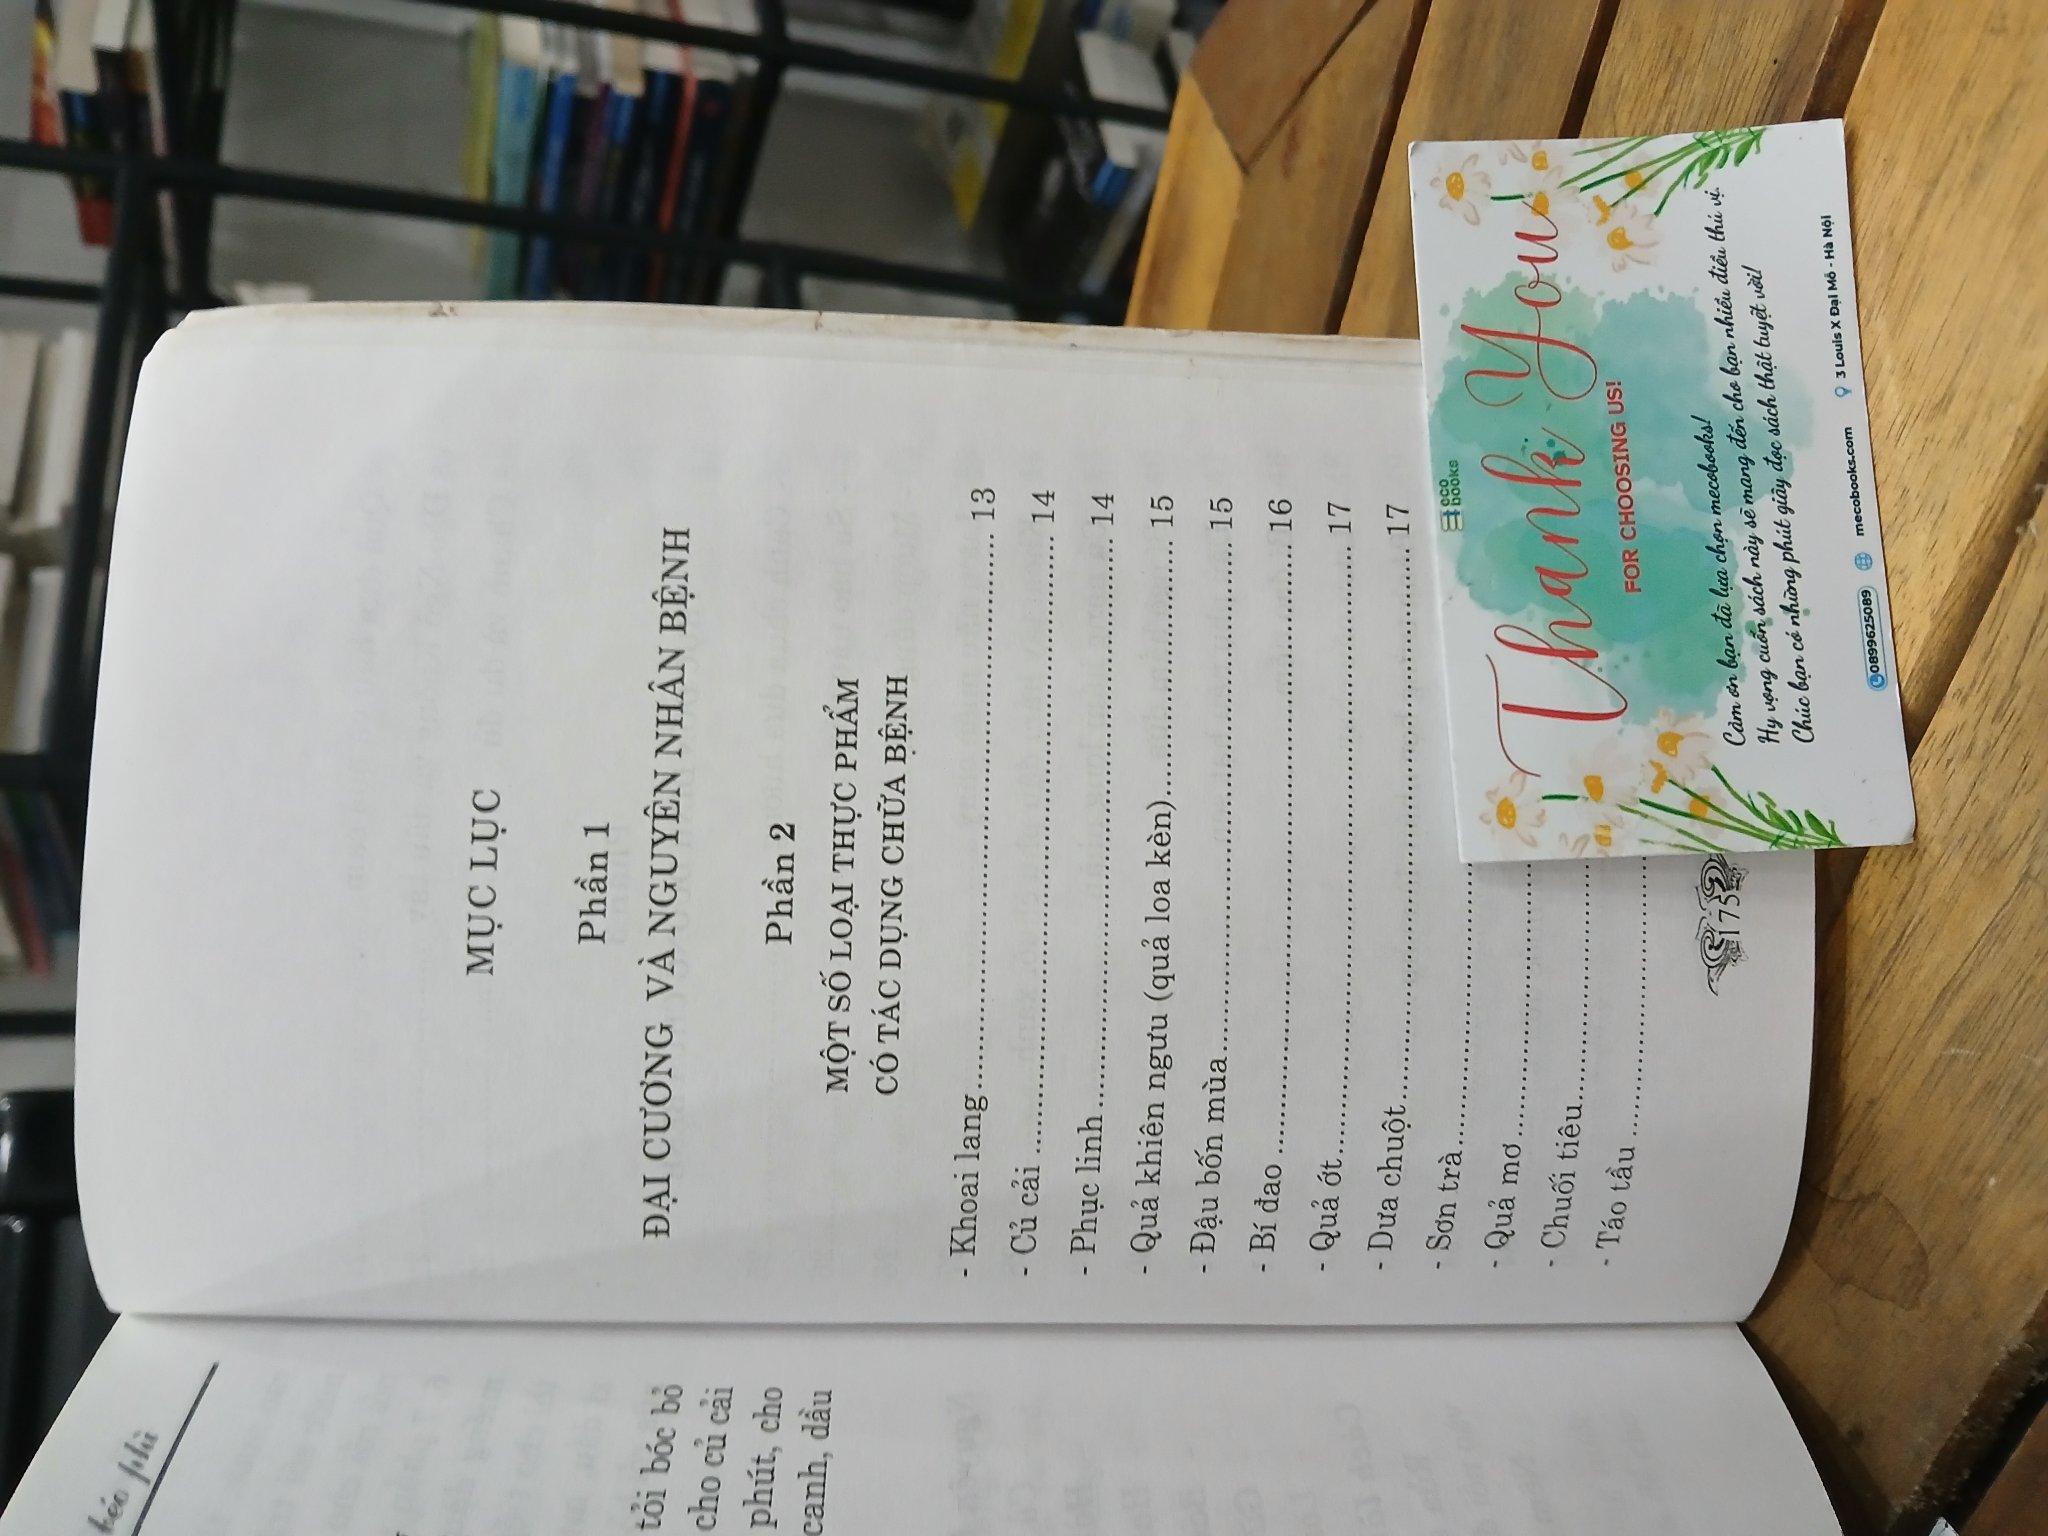 béo phì
tỏi bóc bỏ
cho củ cải
phút, cho
canh, dầu
MỤC LỤC
Phần 1
ĐẠI CƯƠNG VÀ NGUYÊN NHÂN BỆNH
Phần 2
MỘT SỐ LOẠI THỰC PHẨM
CÓ TÁC DỤNG CHỮA BỆNH
- Khoai lang ........ 13
- Củ cải ........ 14
- Phục linh ........ 14
- Quả khiên ngưu (quả loa kèn) ........ 15
- Đậu bốn mùa ........ 15
- Bí đao ........ 16
- Quả ớt ........ 17
- Dưa chuột ........ 17
- Sơn trà ........
- Quả mơ ........
- Chuối tiêu ........
- Táo tầu ........
175
eco
books
Thank You
FOR CHOOSING US!
Cảm ơn bạn đã lựa chọn mecobooks!
Hy vọng cuốn sách này sẽ mang đến cho bạn nhiều điều thú vị.
Chúc bạn có những phút giây đọc sách thật tuyệt vời!
0899625089 mecobooks.com 3 Louis X Đại Mỗ - Hà Nội